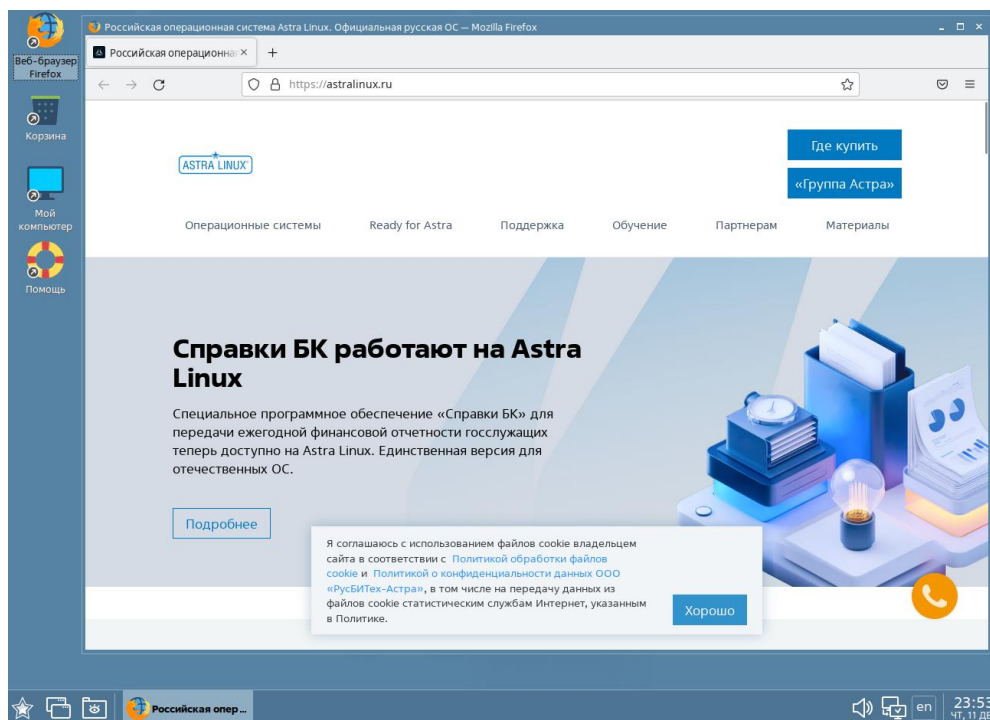 Российская операционная система Astra Linux. Официальная русская ОС — Mozilla Firefox
Российская операционна
https://astralinux.ru
Веб-браузер
Firefox
Корзина
Мой
компьютер
Помощь
ASTRA LINUX
Где купить
«Группа Астра»
Операционные системы Ready for Astra Поддержка Обучение Партнерам Материалы
Справки БК работают на Astra
Linux
Специальное программное обеспечение «Справки БК» для
передачи ежегодной финансовой отчетности госслужащих
теперь доступно на Astra Linux. Единственная версия для
отечественных ОС.
Подробнее
Я соглашаюсь с использованием файлов cookie владельцем
сайта в соответствии с Политикой обработки файлов
cookie и Политикой о конфиденциальности данных ООО
«РусБИТех-Астра», в том числе на передачу данных из
файлов cookie статистическим службам Интернет, указанным
в Политике.
Хорошо
Российская опер...
en
23:53
ЧТ, 11 ДЕ